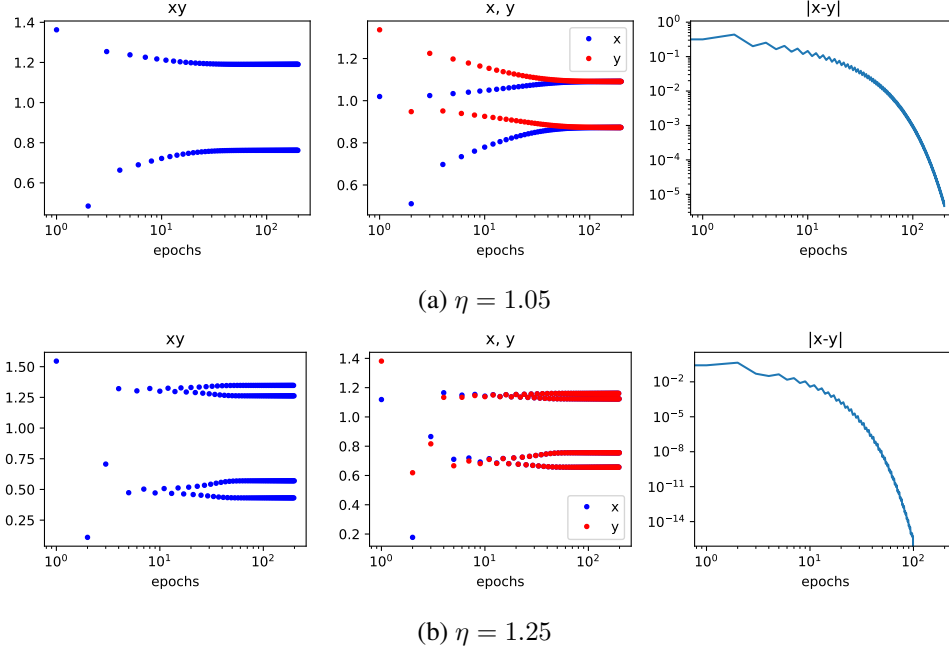 xy
x, y
|x-y|
1.4
1.2
1.0
0.8
0.6
10⁰
10¹
10²
epochs
1.2
1.0
0.8
0.6
x
y
10⁰
10¹
10²
epochs
10⁰
10⁻¹
10⁻²
10⁻³
10⁻⁴
10⁻⁵
10⁰
10¹
10²
epochs
(a) η = 1.05
xy
x, y
|x-y|
1.50
1.25
1.00
0.75
0.50
0.25
10⁰
10¹
10²
epochs
1.4
1.2
1.0
0.8
0.6
0.4
0.2
x
y
10⁰
10¹
10²
epochs
10⁻²
10⁻⁵
10⁻⁸
10⁻¹¹
10⁻¹⁴
10⁰
10¹
10²
epochs
(b) η = 1.25